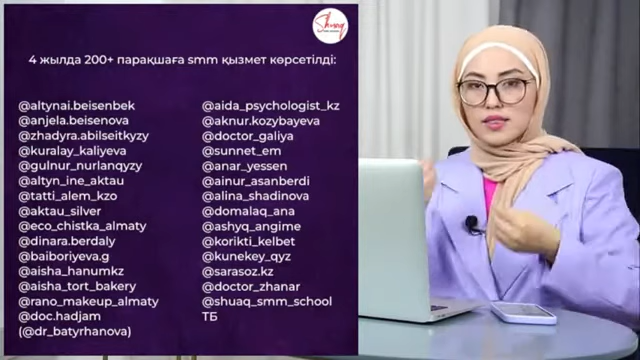 Shuaq
4 жылда 200+ парақшаға smm қызмет көрсетілді:
@altynai.beisenbek
@anjela.beisenova
@zhadyra.abilseitkyzy
@kuralay_kaliyeva
@gulnur_nurlanqyzy
@altyn_ine_aktau
@tatti_alem_kzo
@aktau_silver
@eco_chistka_almaty
@dinara.berdaly
@baiboriyeva.g
@aisha_hanumkz
@aisha_tort_bakery
@rano_makeup_almaty
@doc.hadjam
(@dr_batyrhanova)
@aida_psychologist_kz
@aknur.kozybayeva
@doctor_galiya
@sunnet_em
@anar_yessen
@ainur_asanberdi
@alina_shadinova
@domalaq_ana
@ashyq_angime
@korikti_kelbet
@kunekey_qyz
@sarasoz.kz
@doctor_zhanar
@shuaq_smm_school
ТБ